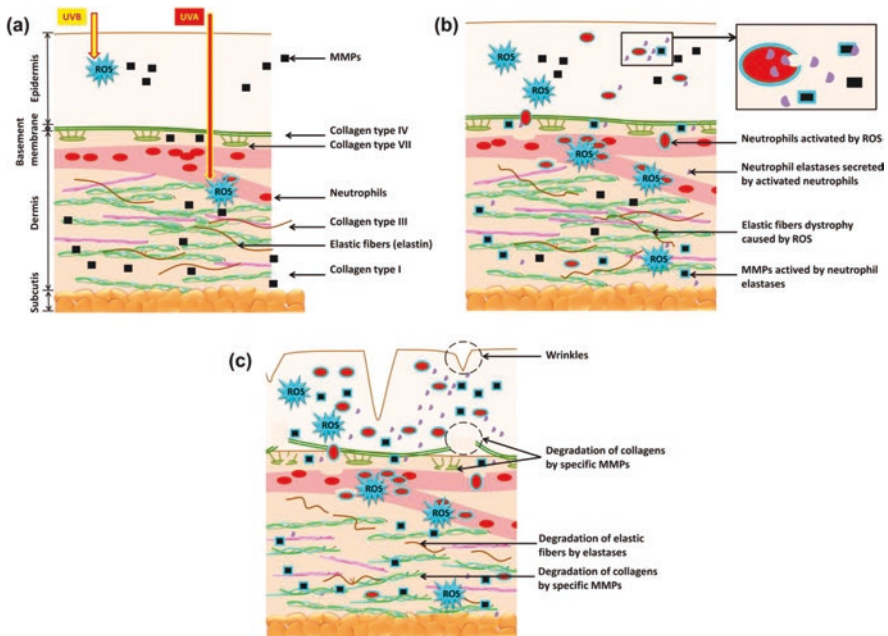 (a)
UVB
UVA
ROS
ROS
Epidermis
Basement
membrane
Dermis
Subcutis
MMPs
Collagen type IV
Collagen type VII
Neutrophils
Collagen type III
Elastic fibers (elastin)
Collagen type I
(b)
ROS
ROS
ROS
ROS
ROS
Neutrophils activated by ROS
Neutrophil elastases secreted
by activated neutrophils
Elastic fibers dystrophy
caused by ROS
MMPs actived by neutrophil
elastases
(c)
ROS
ROS
ROS
ROS
ROS
Wrinkles
Degradation of collagens
by specific MMPs
Degradation of elastic
fibers by elastases
Degradation of collagens
by specific MMPs